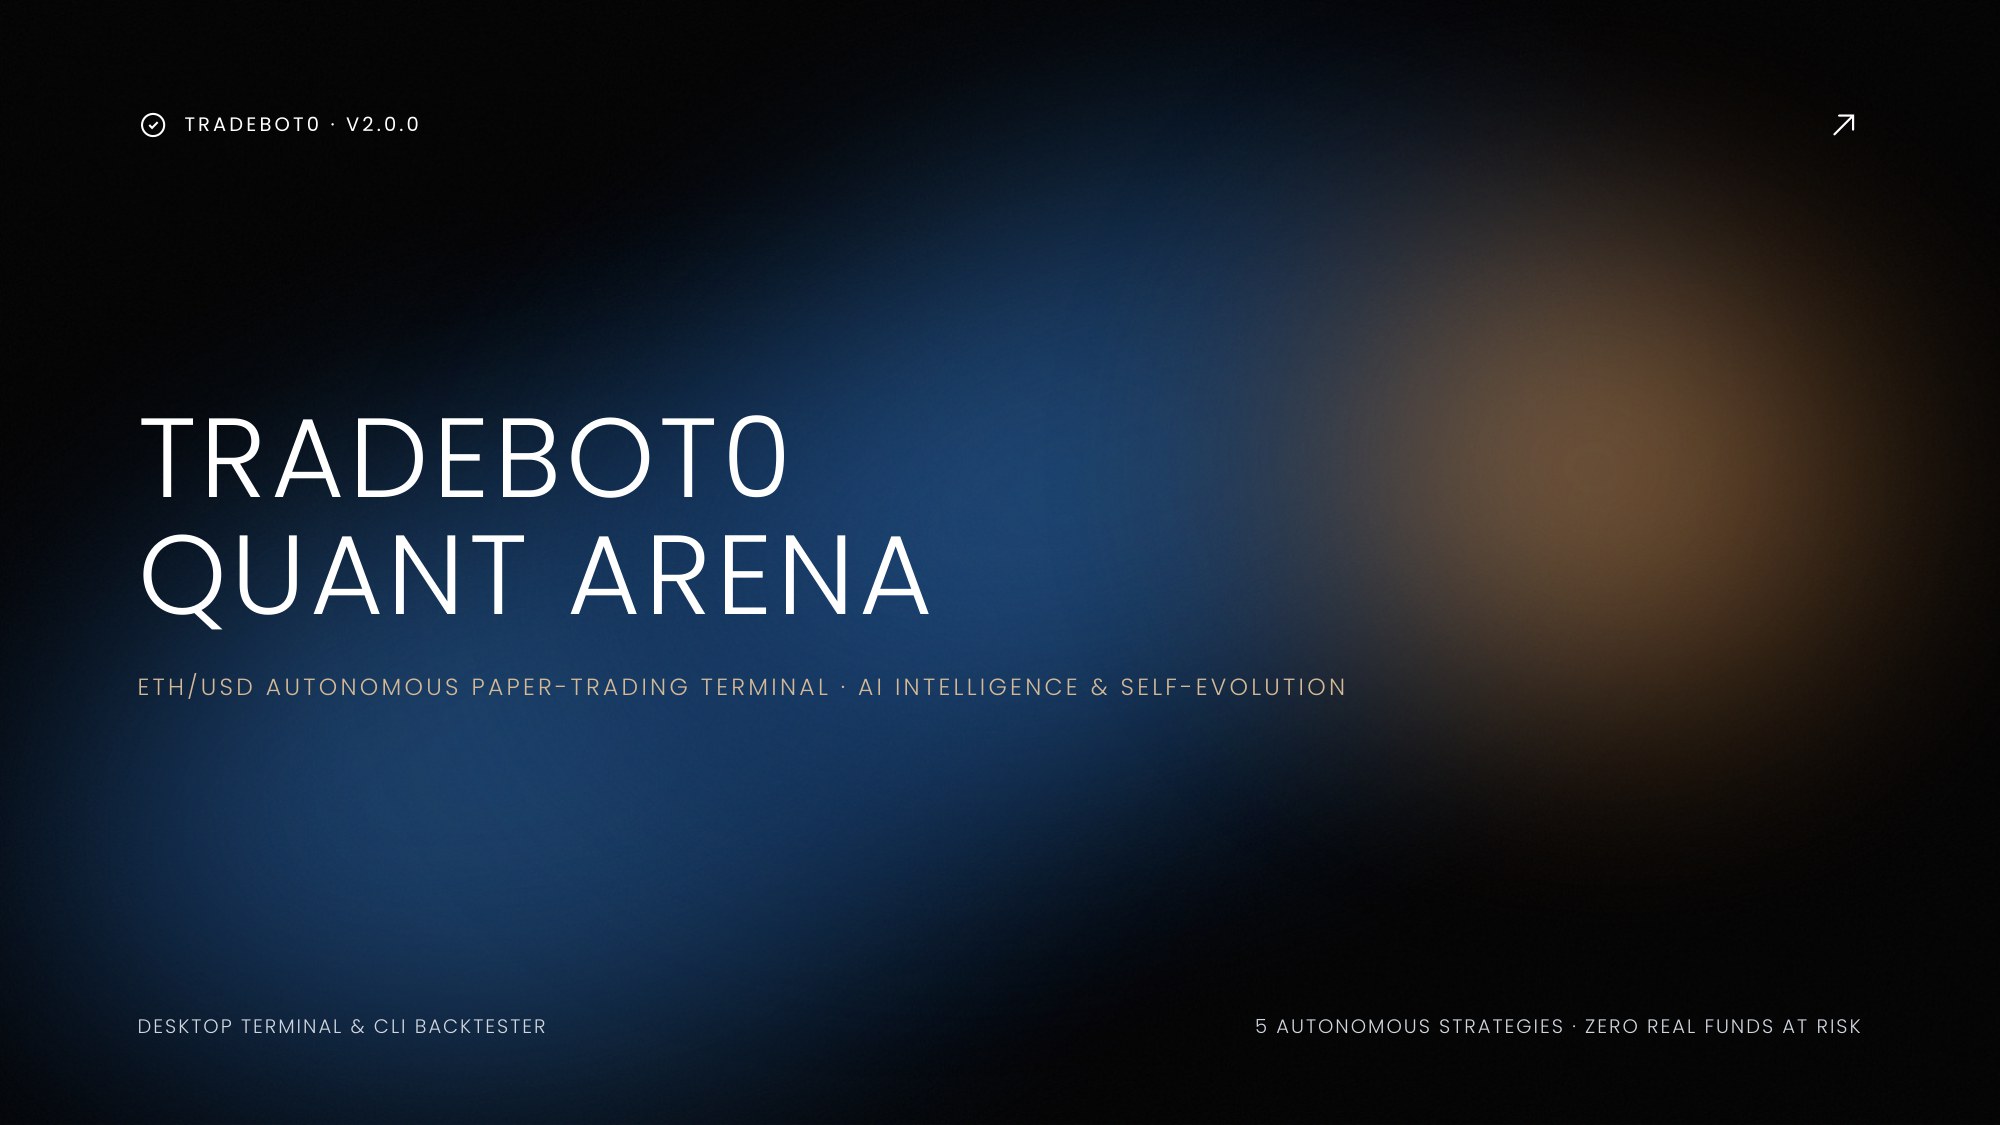 TRADEBOT0 · V2.0.0
TRADEBOT0
QUANT ARENA
ETH/USD AUTONOMOUS PAPER-TRADING TERMINAL · AI INTELLIGENCE & SELF-EVOLUTION
DESKTOP TERMINAL & CLI BACKTESTER
5 AUTONOMOUS STRATEGIES · ZERO REAL FUNDS AT RISK